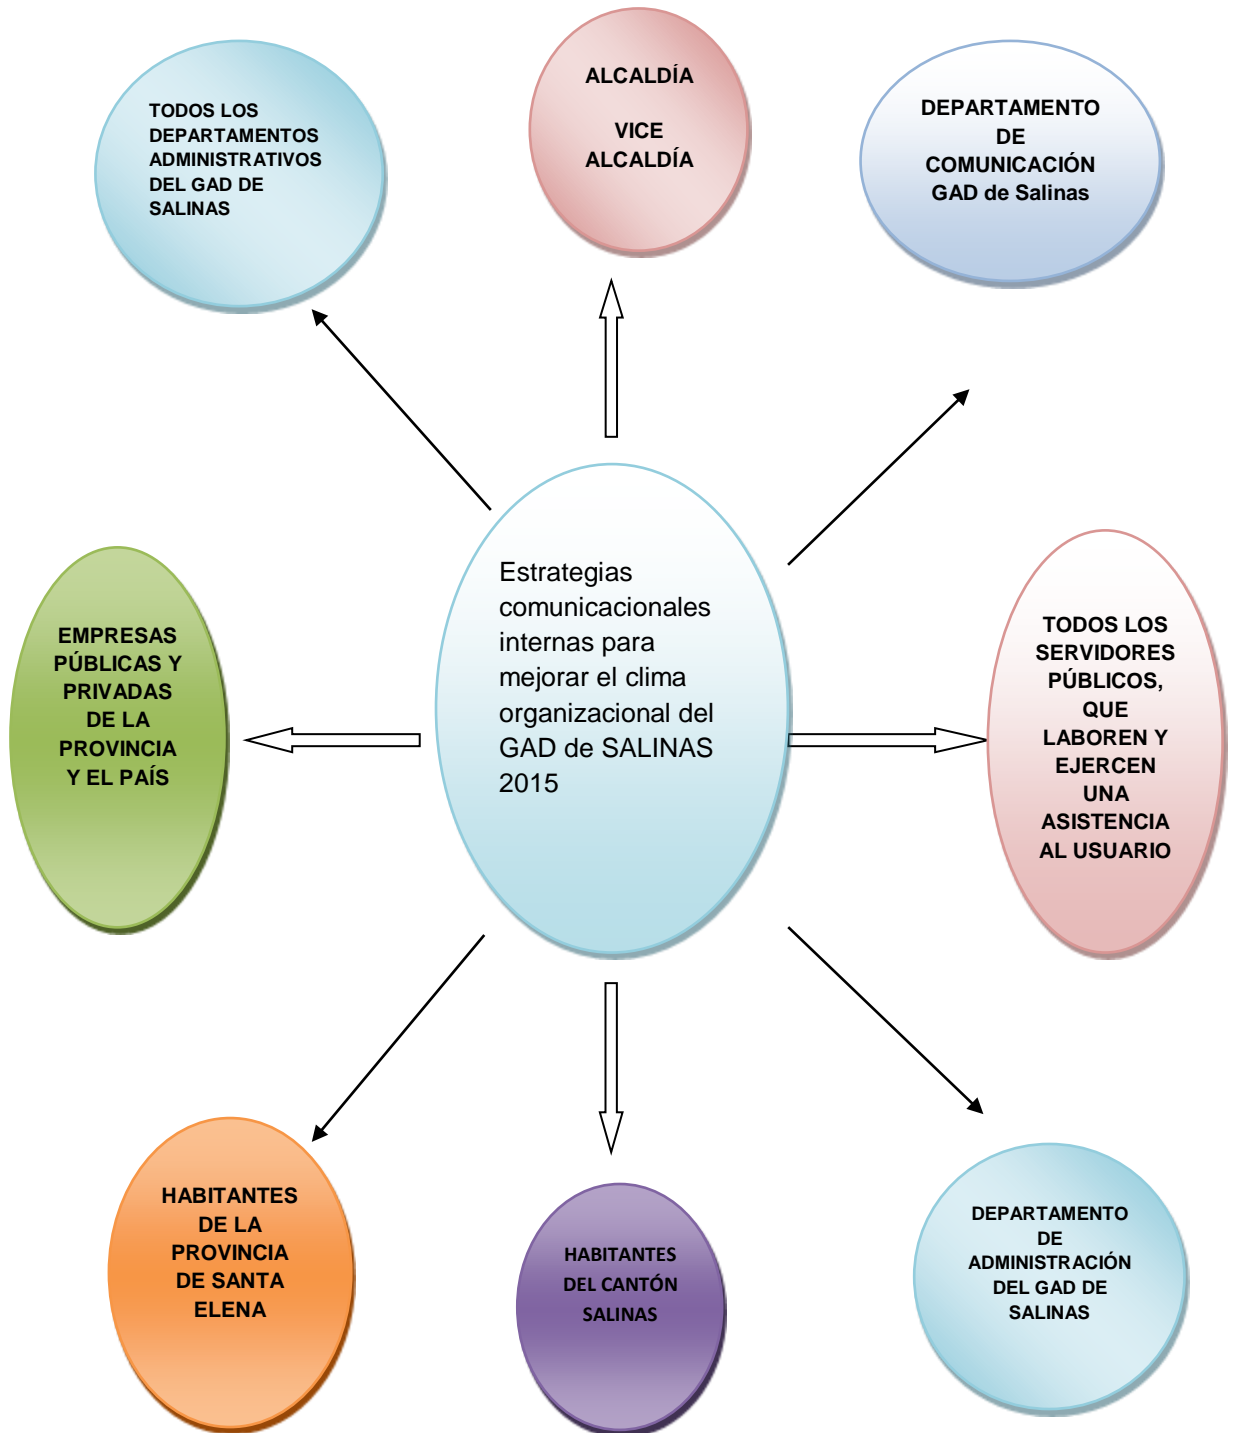 TODOS LOS
DEPARTAMENTOS
ADMINISTRATIVOS
DEL GAD DE
SALINAS
ALCALDÍA
VICE
ALCALDÍA
DEPARTAMENTO
DE
COMUNICACIÓN
GAD de Salinas
EMPRESAS
PÚBLICAS Y
PRIVADAS
DE LA
PROVINCIA
Y EL PAÍS
Estrategias
comunicacionales
internas para
mejorar el clima
organizacional del
GAD de SALINAS
2015
TODOS LOS
SERVIDORES
PÚBLICOS,
QUE
LABOREN Y
EJERCEN
UNA
ASISTENCIA
AL USUARIO
HABITANTES
DE LA
PROVINCIA
DE SANTA
ELENA
HABITANTES
DEL CANTÓN
SALINAS
DEPARTAMENTO
DE
ADMINISTRACIÓN
DEL GAD DE
SALINAS